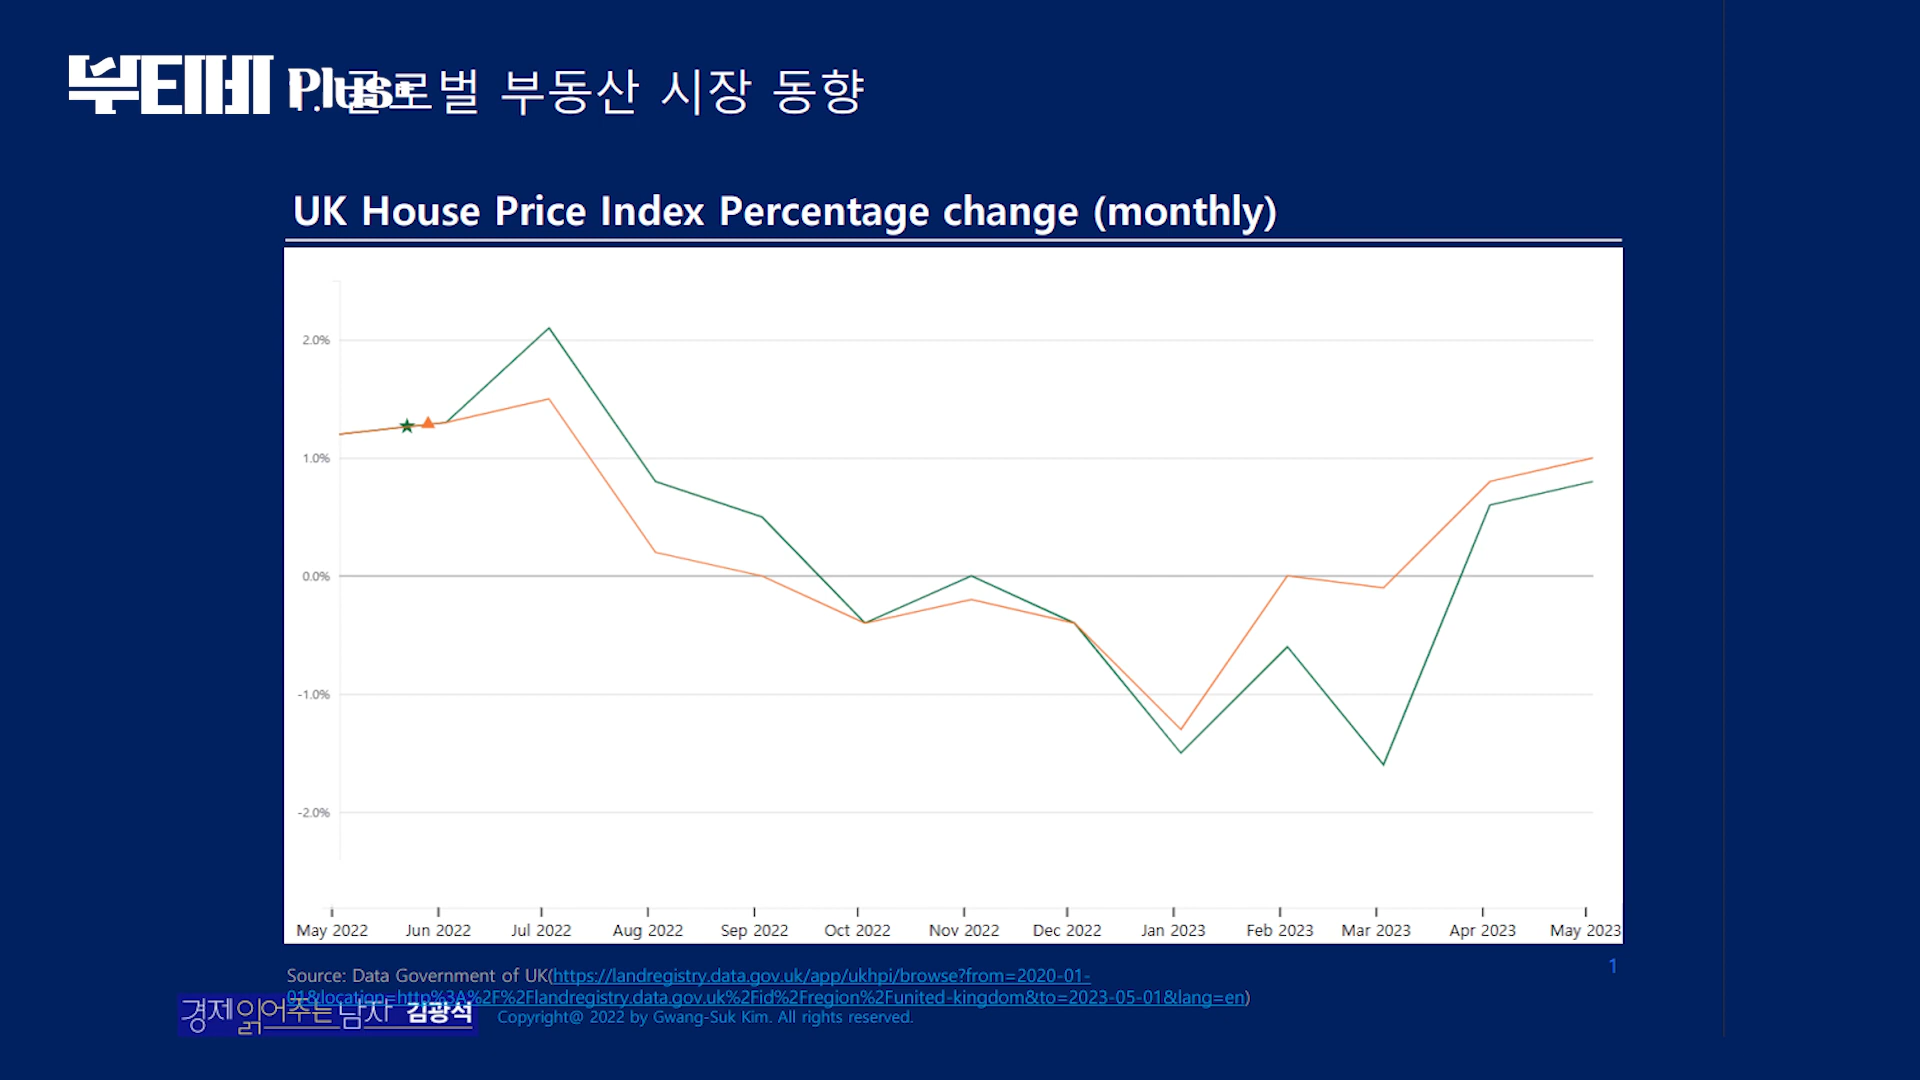 부티비 Plus+
1. 글로벌 부동산 시장 동향
UK House Price Index Percentage change (monthly)
2.0%
1.0%
0.0%
-1.0%
-2.0%
May 2022 Jun 2022 Jul 2022 Aug 2022 Sep 2022 Oct 2022 Nov 2022 Dec 2022 Jan 2023 Feb 2023 Mar 2023 Apr 2023 May 2023
Source: Data Government of UK(https://landregistry.data.gov.uk/app/ukhpi/browse?from=2020-01-
01&location=http%3A%2F%2Flandregistry.data.gov.uk%2Fid%2Fregion%2Funited-kingdom&to=2023-05-01&lang=en)
1
경제읽어주는남자 김광석
Copyright@ 2022 by Gwang-Suk Kim. All rights reserved.